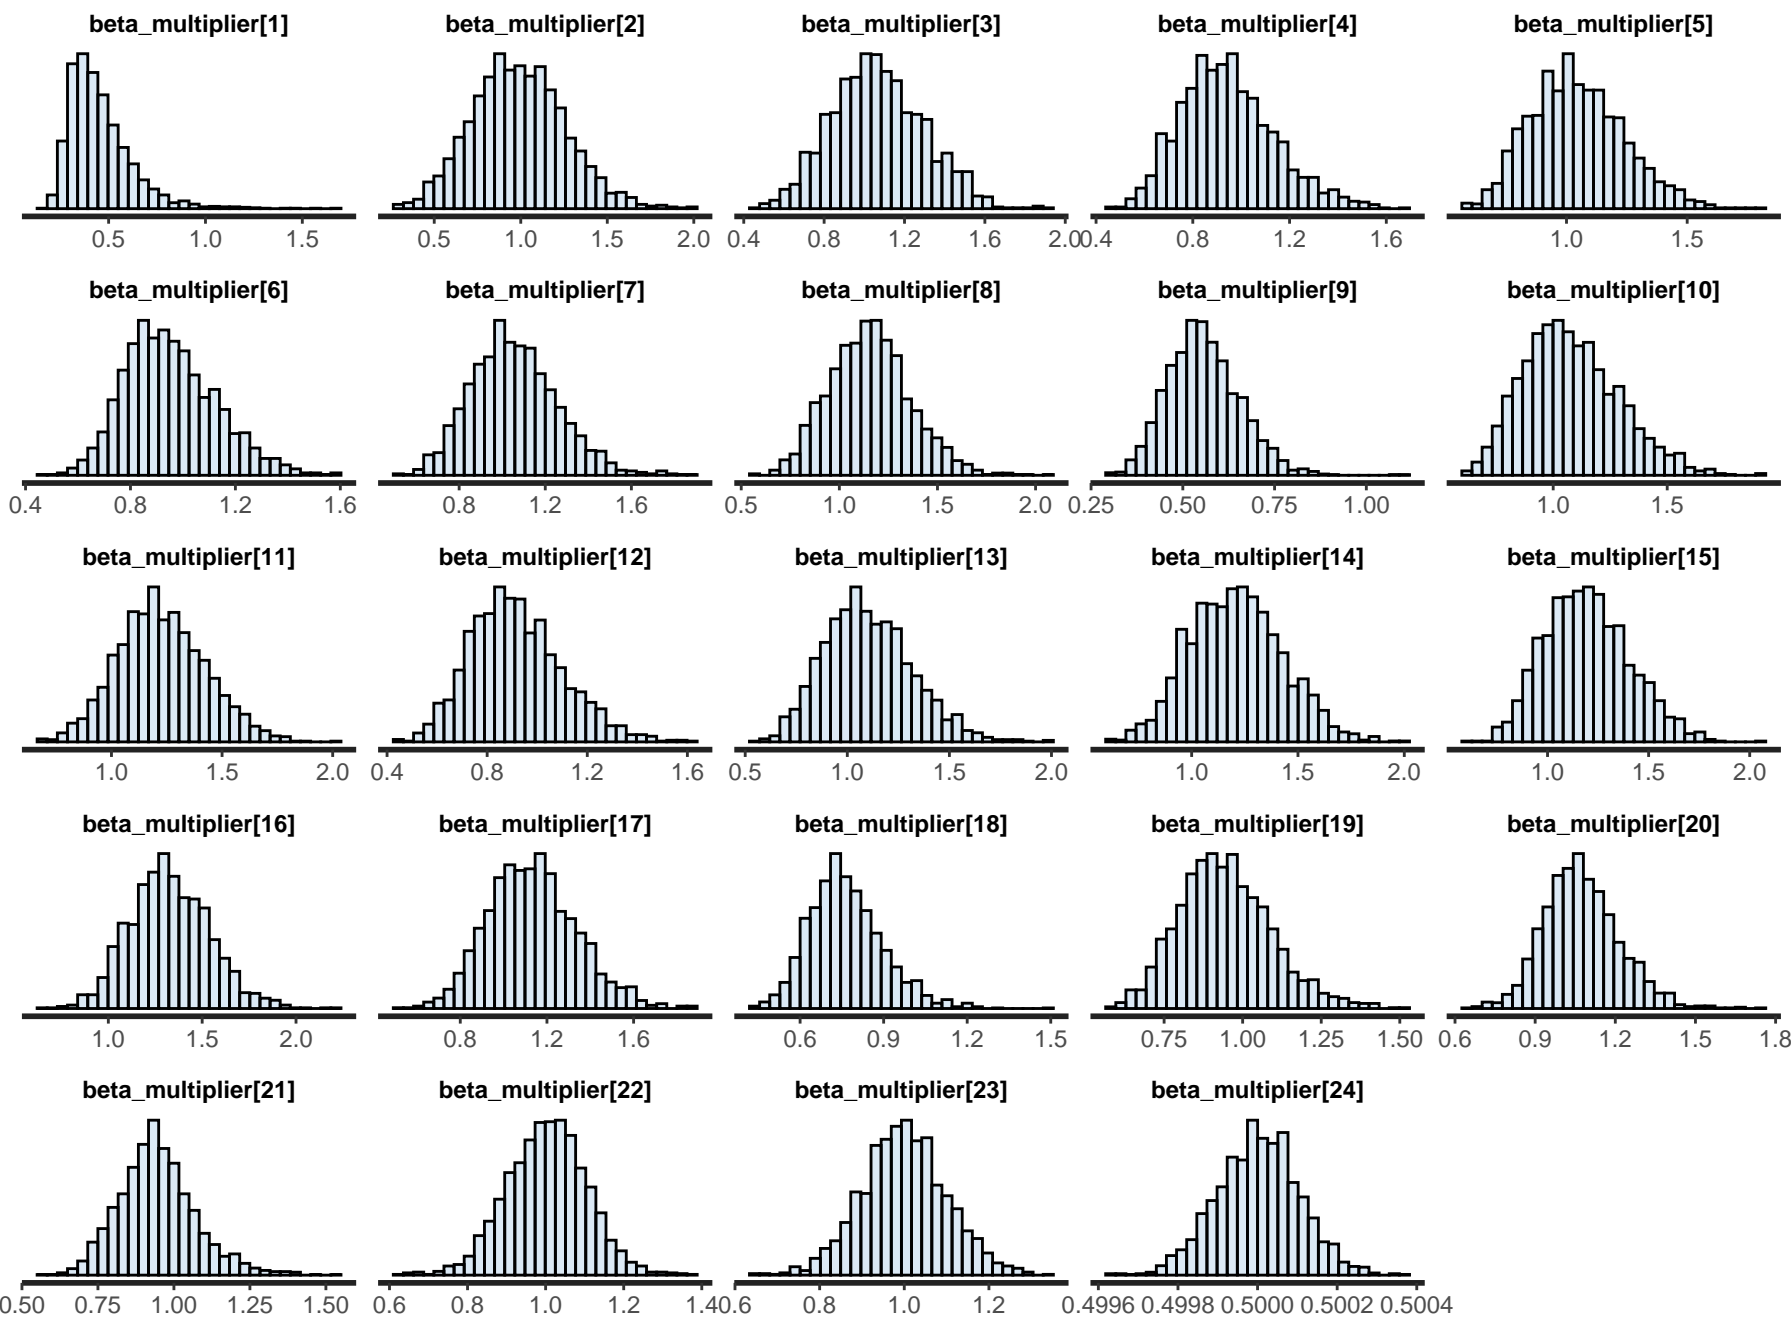 beta_multiplier[1] beta_multiplier[2] beta_multiplier[3] beta_multiplier[4] beta_multiplier[5]
0.5 1.0 1.5 0.5 1.0 1.5 2.0 0.4 0.8 1.2 1.6 2.0 0.4 0.8 1.2 1.6 1.0 1.5
beta_multiplier[6] beta_multiplier[7] beta_multiplier[8] beta_multiplier[9] beta_multiplier[10]
0.4 0.8 1.2 1.6 0.8 1.2 1.6 0.5 1.0 1.5 2.0 0.25 0.50 0.75 1.00 1.0 1.5
beta_multiplier[11] beta_multiplier[12] beta_multiplier[13] beta_multiplier[14] beta_multiplier[15]
1.0 1.5 2.0 0.4 0.8 1.2 1.6 0.5 1.0 1.5 2.0 1.0 1.5 2.0 1.0 1.5 2.0
beta_multiplier[16] beta_multiplier[17] beta_multiplier[18] beta_multiplier[19] beta_multiplier[20]
1.0 1.5 2.0 0.8 1.2 1.6 0.6 0.9 1.2 1.5 0.75 1.00 1.25 1.50 0.6 0.9 1.2 1.5 1.8
beta_multiplier[21] beta_multiplier[22] beta_multiplier[23] beta_multiplier[24]
0.50 0.75 1.00 1.25 1.50 0.6 0.8 1.0 1.2 1.4 0.6 0.8 1.0 1.2 0.4996 0.4998 0.5000 0.5002 0.5004